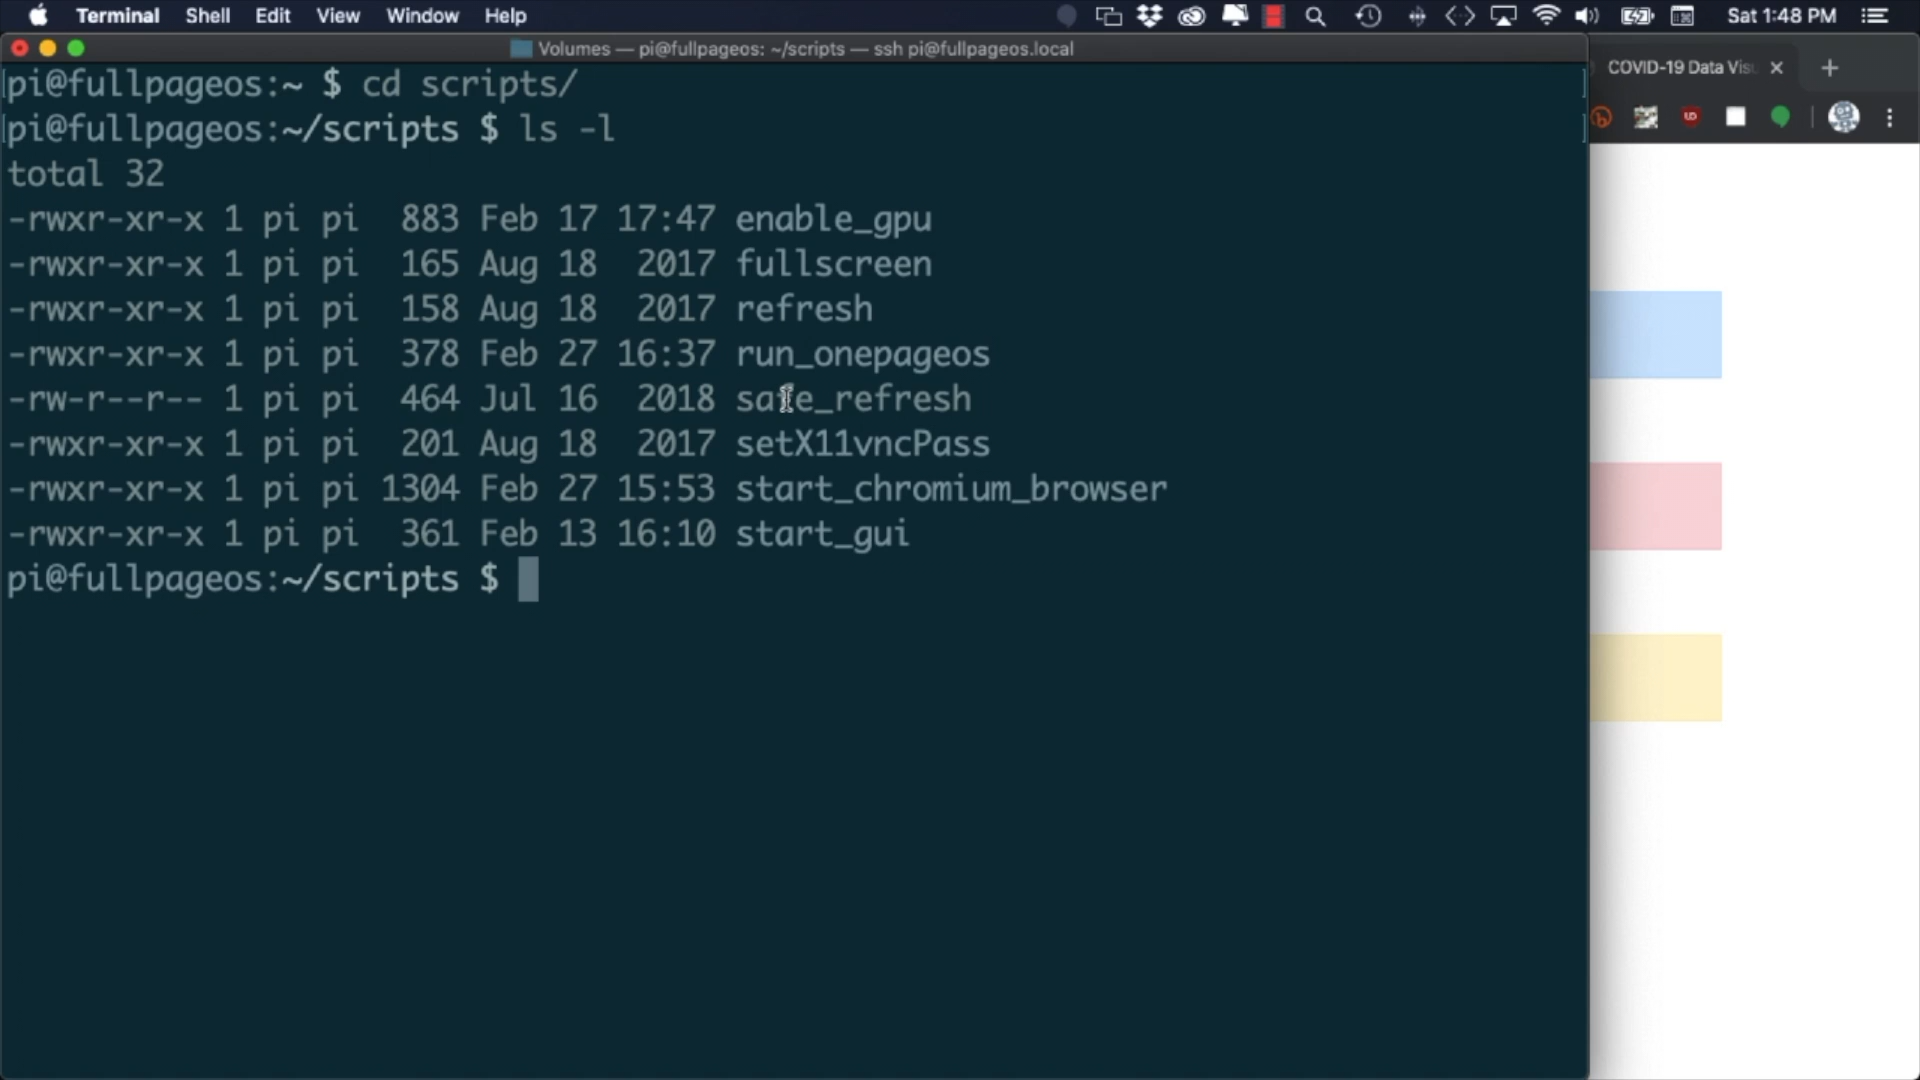 Terminal Shell Edit View Window Help Sat 1:48 PM
Volumes — pi@fullpageos: ~/scripts — ssh pi@fullpageos.local
COVID-19 Data Vis
pi@fullpageos:~ $ cd scripts/
pi@fullpageos:~/scripts $ ls -l
total 32
-rwxr-xr-x 1 pi pi 883 Feb 17 17:47 enable_gpu
-rwxr-xr-x 1 pi pi 165 Aug 18 2017 fullscreen
-rwxr-xr-x 1 pi pi 158 Aug 18 2017 refresh
-rwxr-xr-x 1 pi pi 378 Feb 27 16:37 run_onepageos
-rw-r--r-- 1 pi pi 464 Jul 16 2018 safe_refresh
-rwxr-xr-x 1 pi pi 201 Aug 18 2017 setX11vncPass
-rwxr-xr-x 1 pi pi 1304 Feb 27 15:53 start_chromium_browser
-rwxr-xr-x 1 pi pi 361 Feb 13 16:10 start_gui
pi@fullpageos:~/scripts $